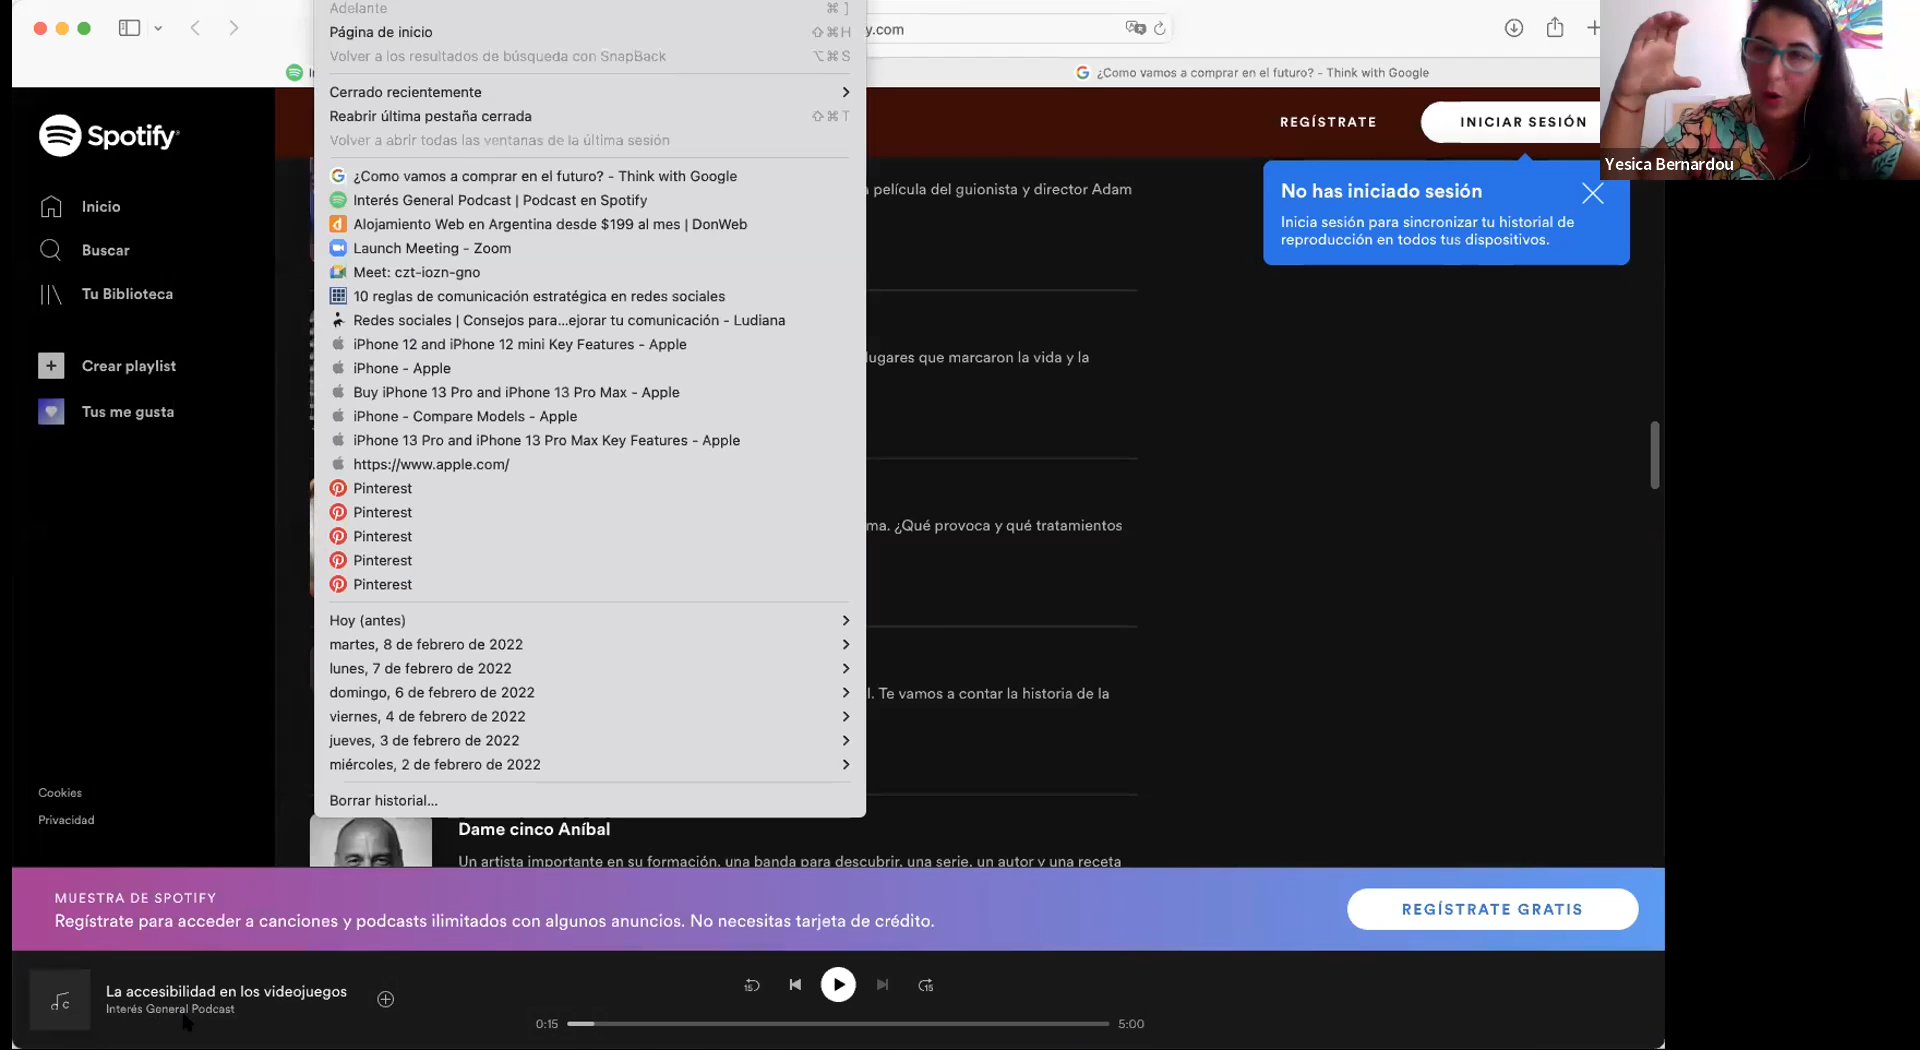 Adelante ⌘ ]
Página de inicio ⇧⌘H
Volver a los resultados de búsqueda con SnapBack ⌥⌘S
y.com
¿Como vamos a comprar en el futuro? - Think with Google
Cerrado recientemente
Reabrir última pestaña cerrada ⇧⌘T
Volver a abrir todas las ventanas de la última sesión
¿Como vamos a comprar en el futuro? - Think with Google
Interés General Podcast | Podcast en Spotify
Alojamiento Web en Argentina desde $199 al mes | DonWeb
Launch Meeting - Zoom
Meet: czt-iozn-gno
10 reglas de comunicación estratégica en redes sociales
Redes sociales | Consejos para...ejorar tu comunicación - Ludiana
iPhone 12 and iPhone 12 mini Key Features - Apple
iPhone - Apple
Buy iPhone 13 Pro and iPhone 13 Pro Max - Apple
iPhone - Compare Models - Apple
iPhone 13 Pro and iPhone 13 Pro Max Key Features - Apple
https://www.apple.com/
Pinterest
Pinterest
Pinterest
Pinterest
Pinterest
Hoy (antes)
martes, 8 de febrero de 2022
lunes, 7 de febrero de 2022
domingo, 6 de febrero de 2022
viernes, 4 de febrero de 2022
jueves, 3 de febrero de 2022
miércoles, 2 de febrero de 2022
Borrar historial...
Spotify
Inicio
Buscar
Tu Biblioteca
Crear playlist
Tus me gusta
Cookies
Privacidad
REGÍSTRATE
INICIAR SESIÓN
Yesica Bernardou
No has iniciado sesión
Inicia sesión para sincronizar tu historial de
reproducción en todos tus dispositivos.
película del guionista y director Adam
lugares que marcaron la vida y la
ma. ¿Qué provoca y qué tratamientos
l. Te vamos a contar la historia de la
Dame cinco Aníbal
Un artista importante en su formación, una banda para descubrir, una serie, un autor y una receta
MUESTRA DE SPOTIFY
Regístrate para acceder a canciones y podcasts ilimitados con algunos anuncios. No necesitas tarjeta de crédito.
REGÍSTRATE GRATIS
La accesibilidad en los videojuegos
Interés General Podcast
15
15
0:15
5:00